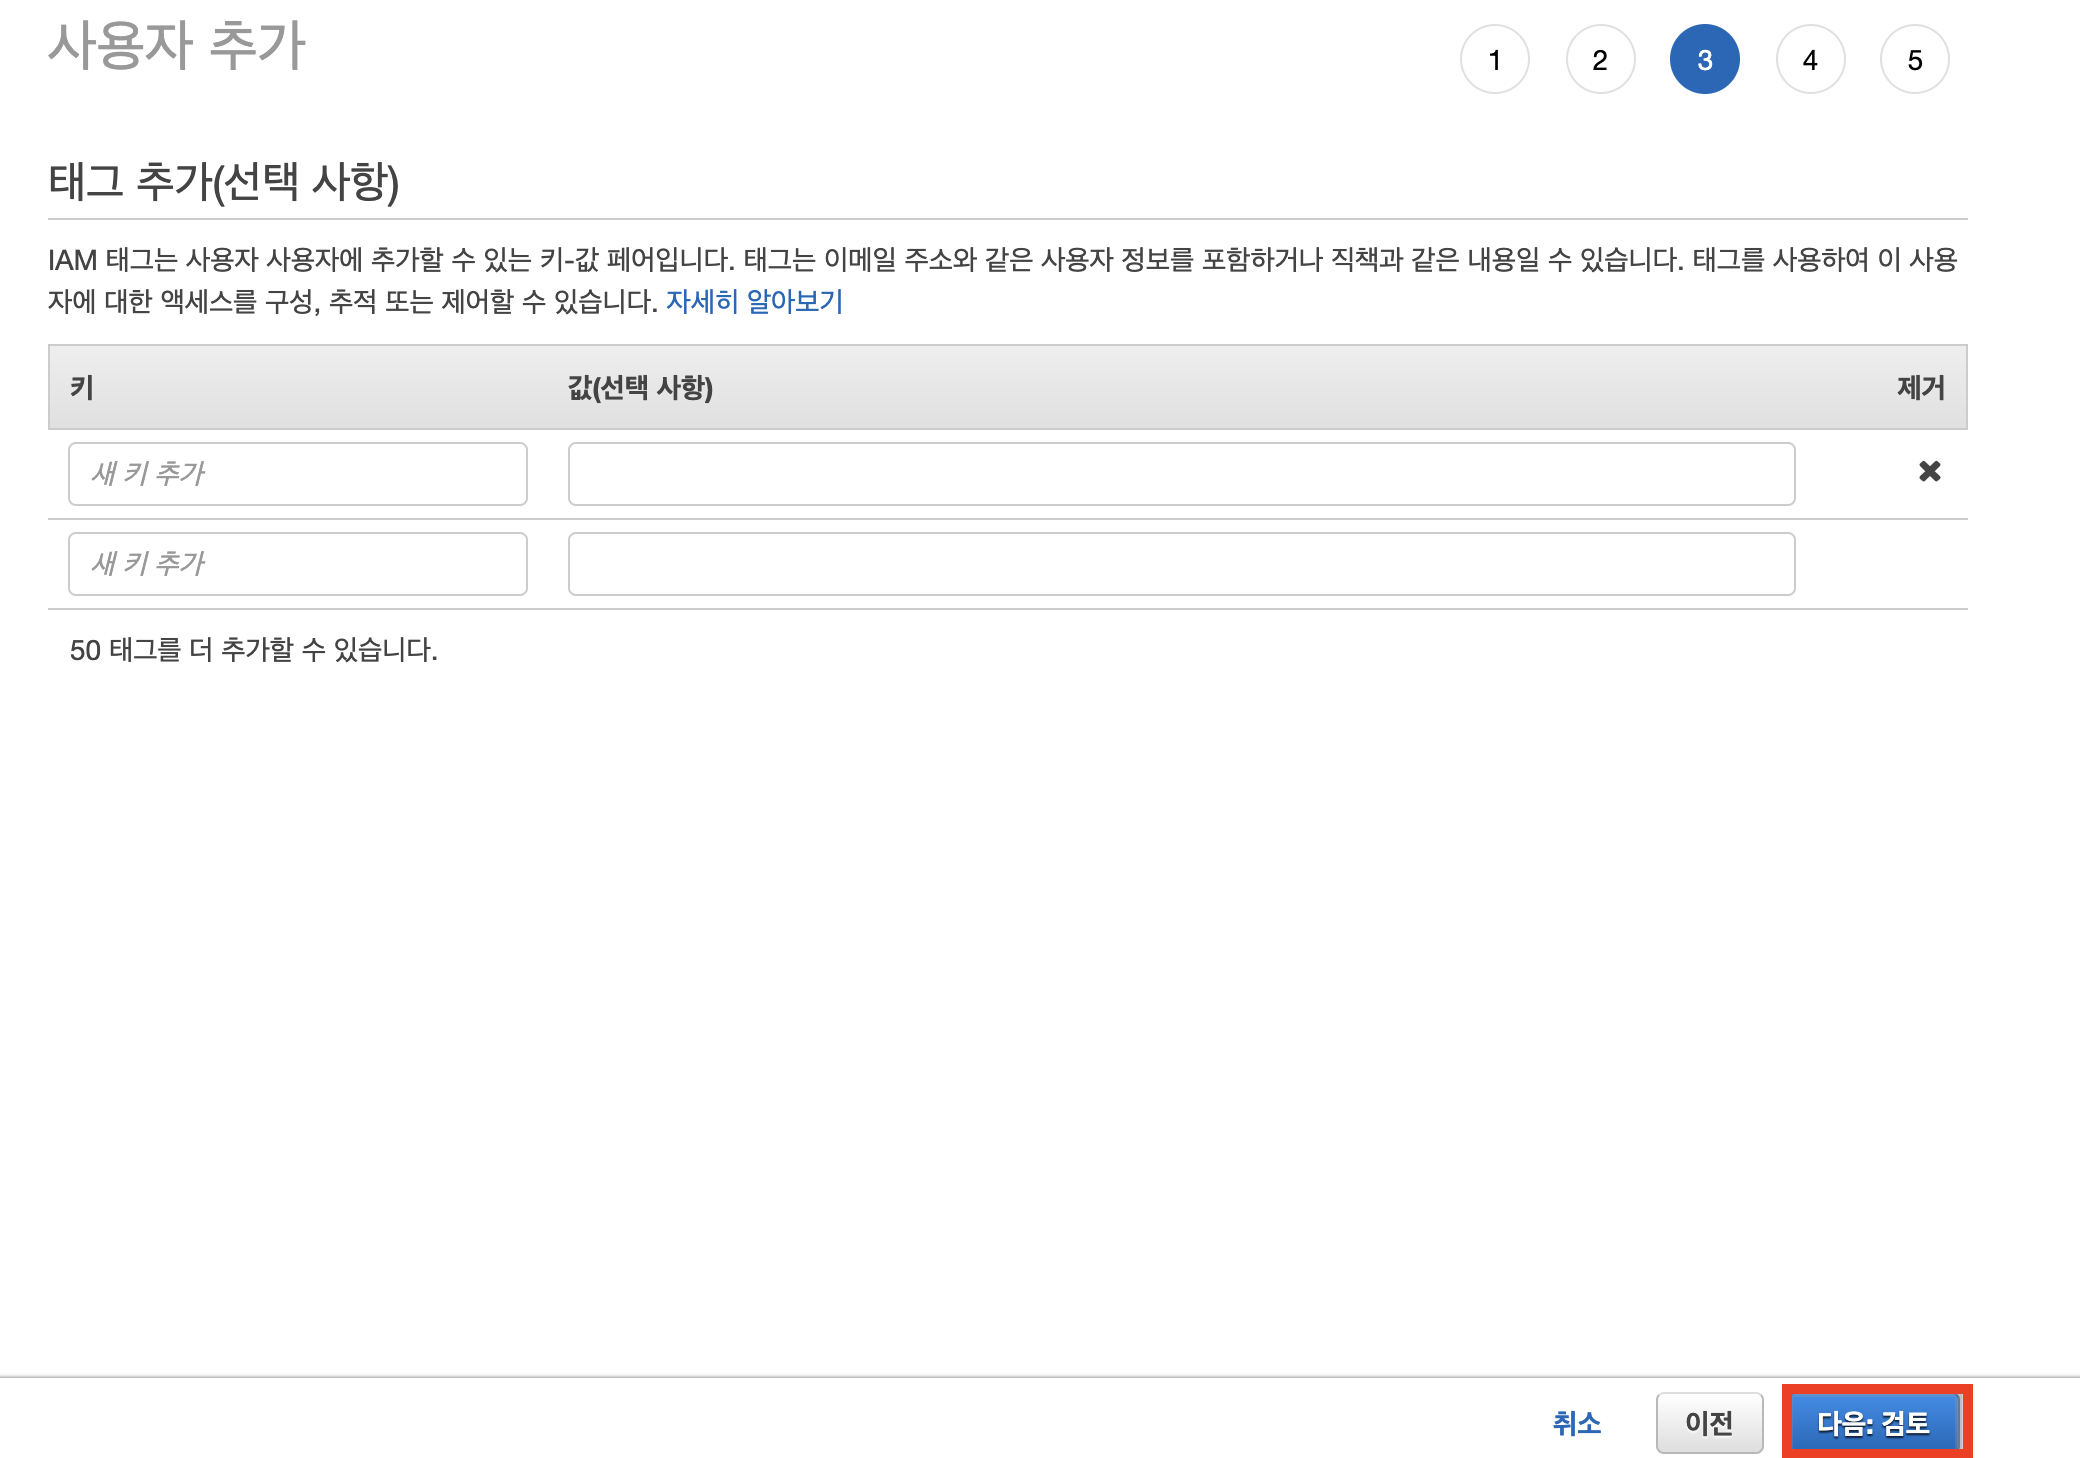 사용자 추가
1 2 3 4 5
태그 추가(선택 사항)
IAM 태그는 사용자 사용자에 추가할 수 있는 키-값 페어입니다. 태그는 이메일 주소와 같은 사용자 정보를 포함하거나 직책과 같은 내용일 수 있습니다. 태그를 사용하여 이 사용
자에 대한 액세스를 구성, 추적 또는 제어할 수 있습니다. 자세히 알아보기
키 값(선택 사항) 제거
새 키 추가
새 키 추가
50 태그를 더 추가할 수 있습니다.
취소 이전 다음: 검토